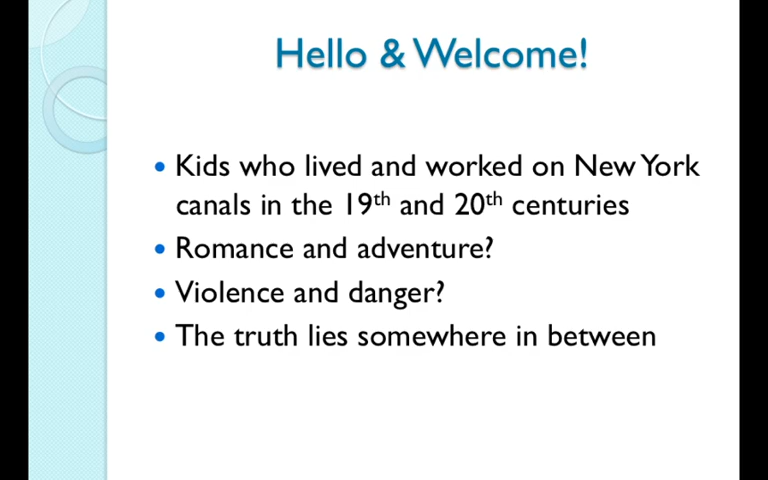 Hello & Welcome!
• Kids who lived and worked on New York
canals in the 19th and 20th centuries
• Romance and adventure?
• Violence and danger?
• The truth lies somewhere in between